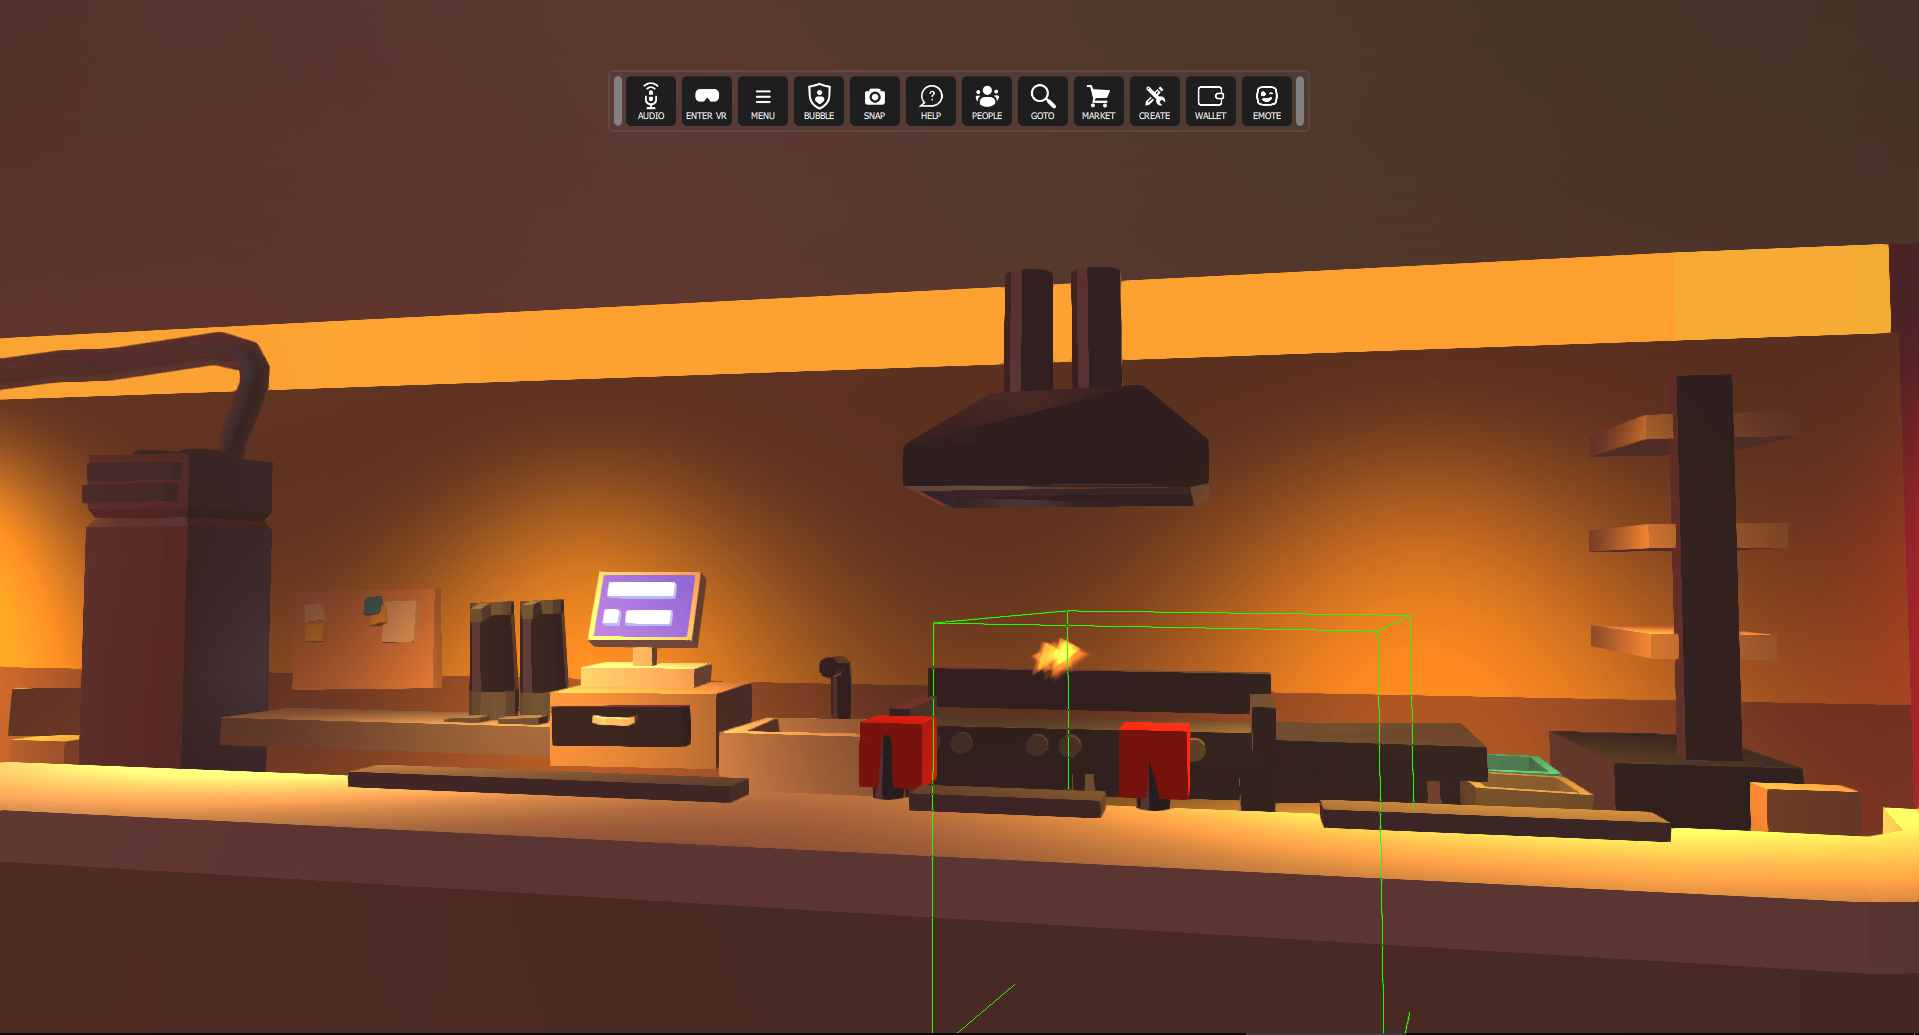 AUDIO
ENTER VR
MENU
BUBBLE
SNAP
HELP
PEOPLE
GOTO
MARKET
CREATE
WALLET
EMOTE